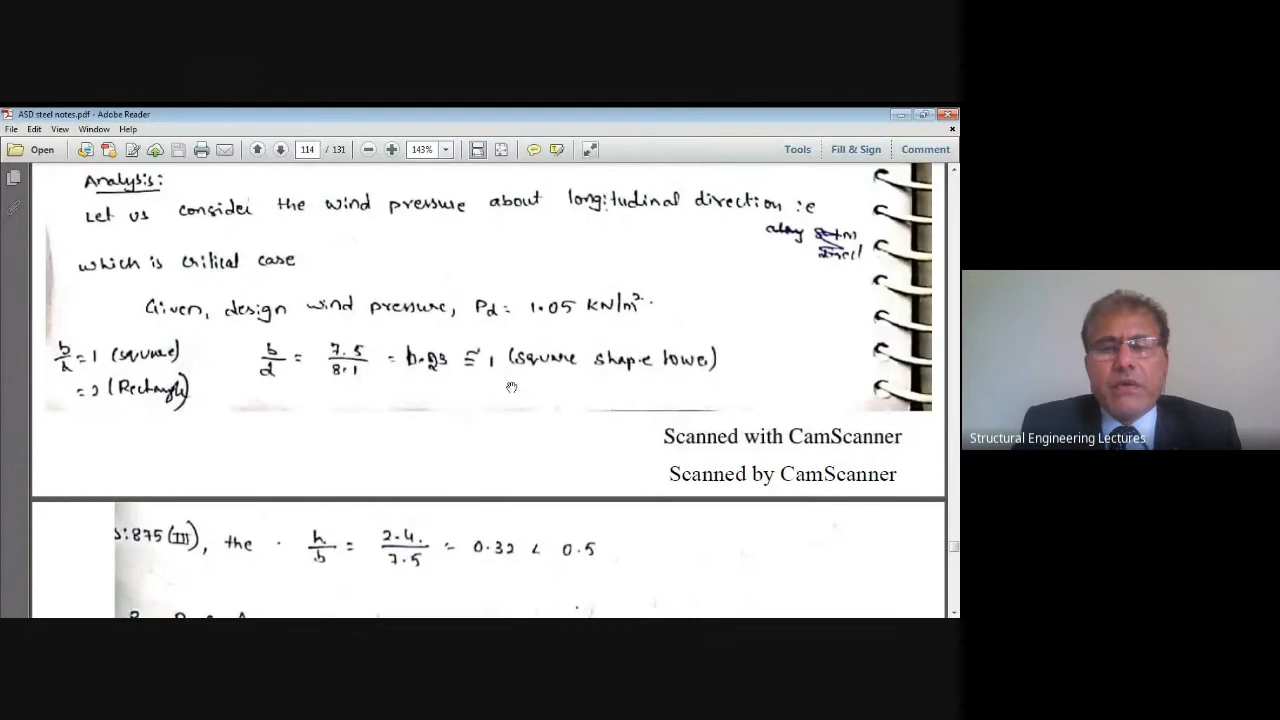 ASD steel notes.pdf - Adobe Reader
File Edit View Window Help
Open 114 / 131 143% Tools Fill & Sign Comment
Analysis:
Let us consider the wind pressure about longitudinal direction :e
along
which is critical case
Given, design wind pressure, Pd = 1.05 KN/m².
b/d = 1 (square) b/d = 7.5/8.1 = ≅ 1 (square shape tower)
= 2 (Rectangle)
Scanned with CamScanner
Scanned by CamScanner
Structural Engineering Lectures
s:875 (III), the h/b = 2.4/7.5 = 0.32 < 0.5